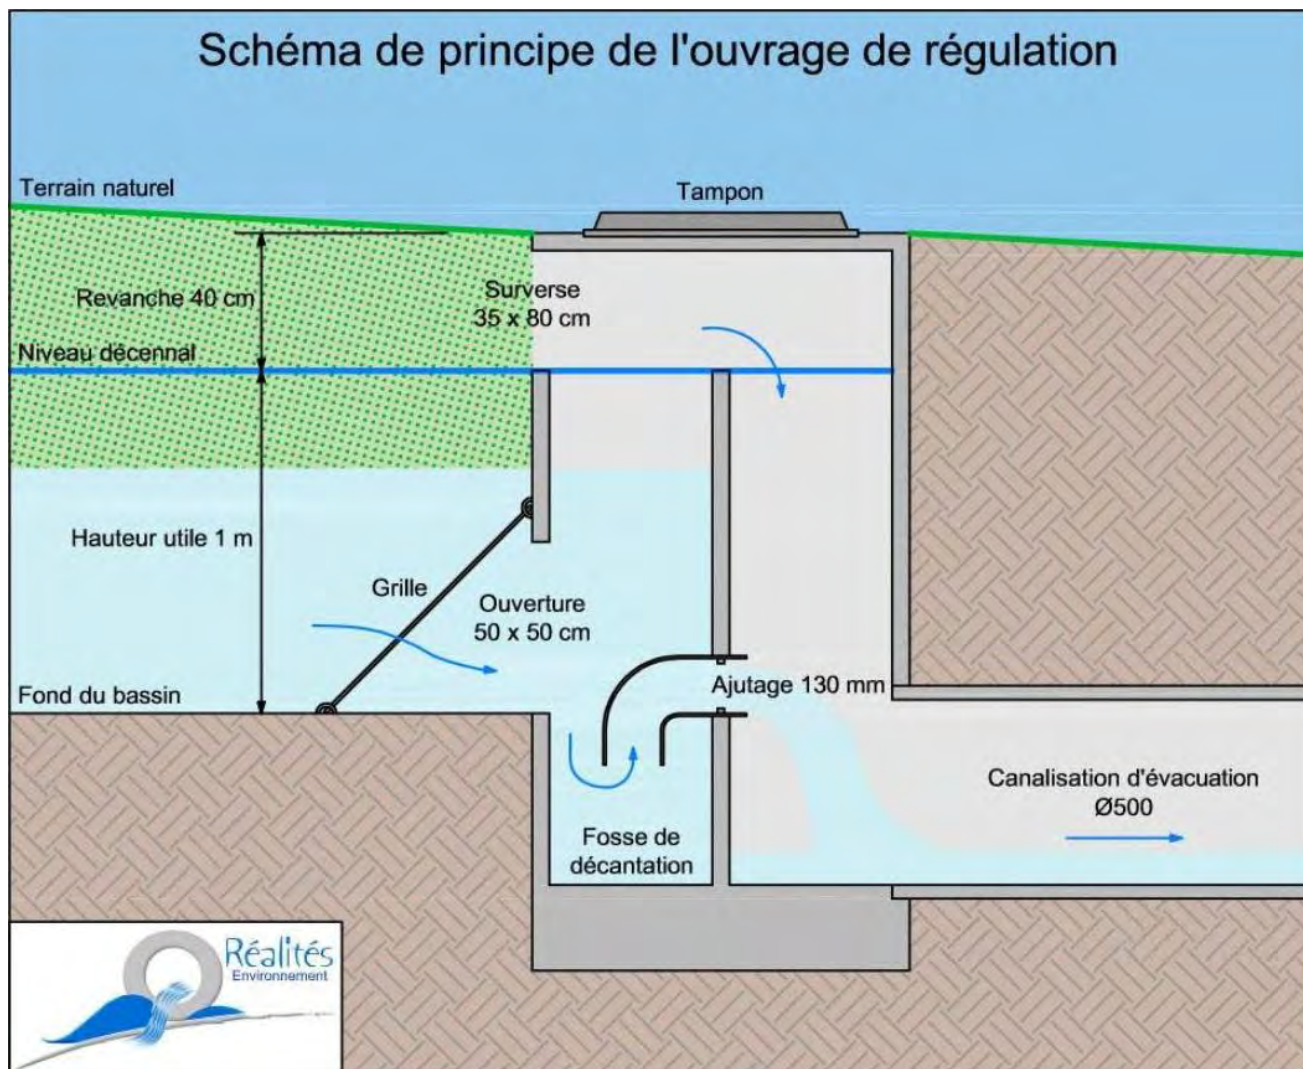 Schéma de principe de l'ouvrage de régulation
Terrain naturel
Tampon
Revanche 40 cm
Surverse
35 x 80 cm
Niveau décennal
Hauteur utile 1 m
Grille
Ouverture
50 x 50 cm
Fond du bassin
Ajutage 130 mm
Canalisation d'évacuation
Ø500
Fosse de
décantation
Réalités
Environnement